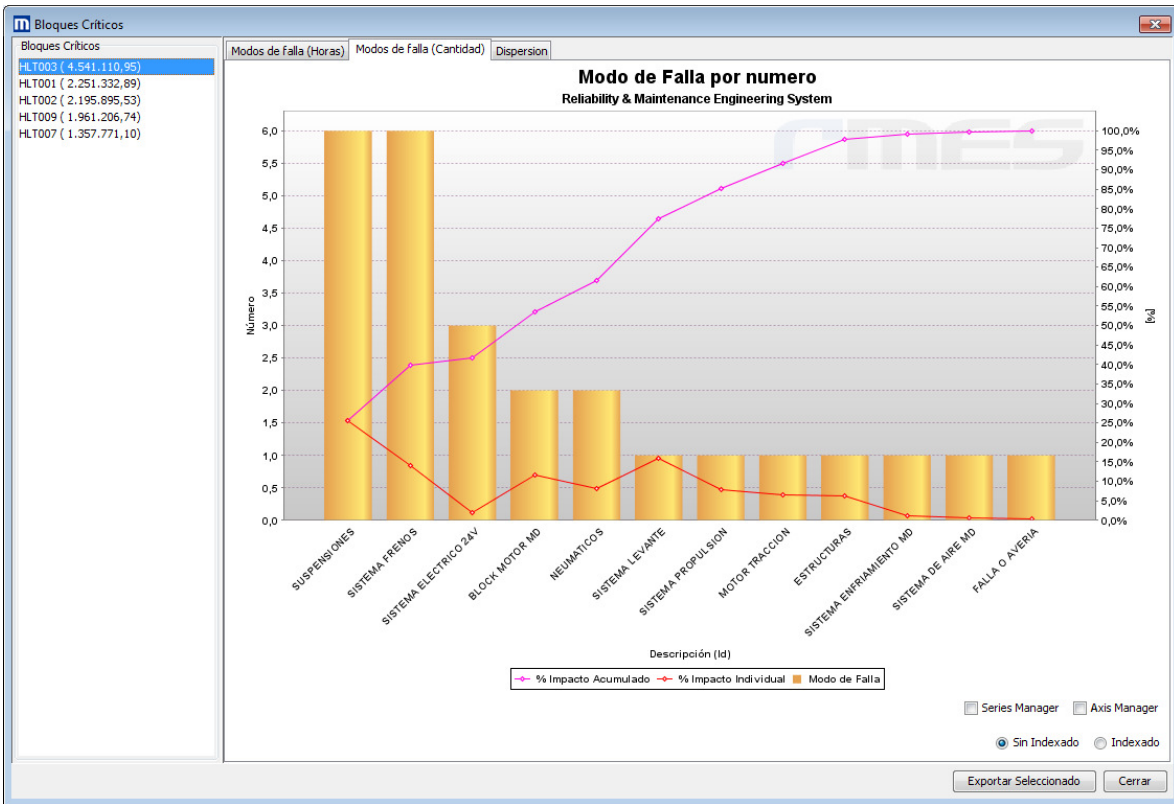 Bloques Críticos
Bloques Críticos
HLT003 ( 4.541.110,95)
HLT001 ( 2.251.332,89)
HLT002 ( 2.195.895,53)
HLT009 ( 1.961.206,74)
HLT007 ( 1.357.771,10)
Modos de falla (Horas) Modos de falla (Cantidad) Dispersion
Modo de Falla por numero
Reliability & Maintenance Engineering System
rmes
Número
6,0
5,5
5,0
4,5
4,0
3,5
3,0
2,5
2,0
1,5
1,0
0,5
0,0
100,0%
95,0%
90,0%
85,0%
80,0%
75,0%
70,0%
65,0%
60,0%
55,0%
50,0%
45,0%
40,0%
35,0%
30,0%
25,0%
20,0%
15,0%
10,0%
5,0%
0,0%
[%]
SUSPENSIONES
SISTEMA FRENOS
SISTEMA ELECTRICO 24V
BLOCK MOTOR MD
NEUMATICOS
SISTEMA LEVANTE
SISTEMA PROPULSION
MOTOR TRACCION
ESTRUCTURAS
SISTEMA ENFRIAMIENTO MD
SISTEMA DE AIRE MD
FALLA O AVERIA
Descripción (Id)
% Impacto Acumulado % Impacto Individual Modo de Falla
Series Manager Axis Manager
Sin Indexado Indexado
Exportar Seleccionado Cerrar